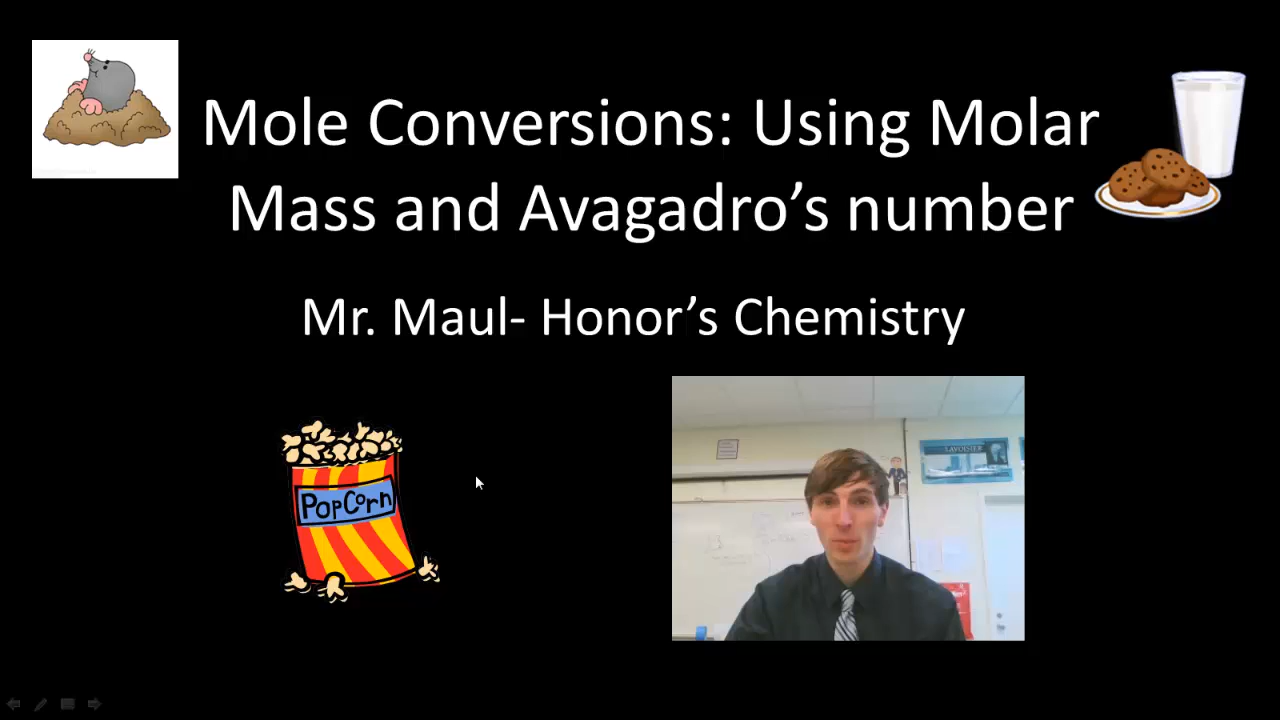 Mole Conversions: Using Molar
Mass and Avagadro’s number
Mr. Maul- Honor’s Chemistry
PopCorn
LAVOISIER